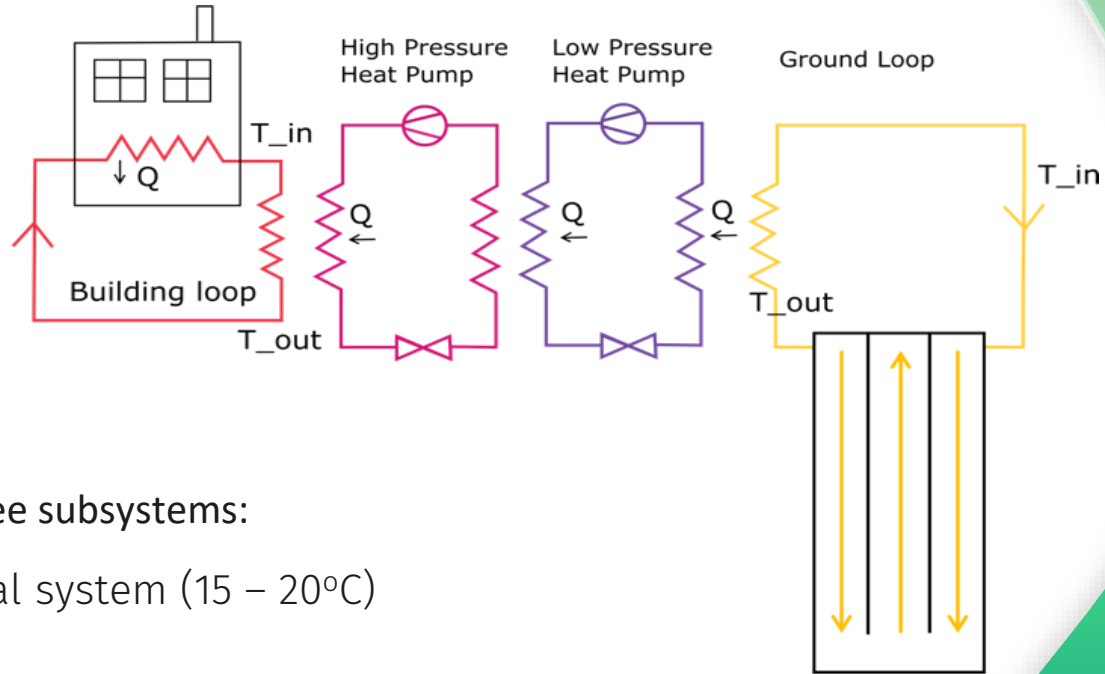 High Pressure
Heat Pump
Low Pressure
Heat Pump
Ground Loop
T_in
Q
Building loop
T_out
Q
Q
Q
T_in
T_out
ee subsystems:
al system (15 – 20ºC)